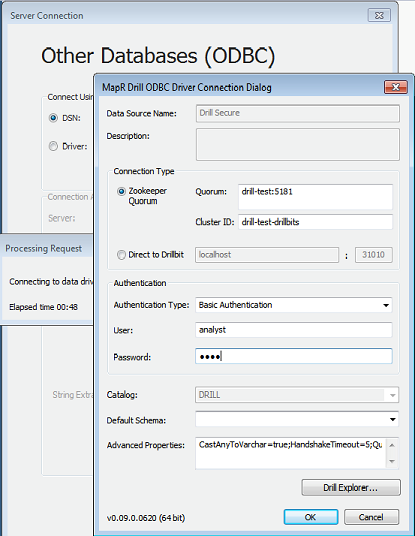 Server Connection
Other Databases (ODBC)
Connect Usin
DSN:
Driver:
Connection A
Server:
Processing Request
Connecting to data driv
Elapsed time 00:48
String Extra
MapR Drill ODBC Driver Connection Dialog
Data Source Name: Drill Secure
Description:
Connection Type
Zookeeper Quorum: drill-test:5181
Quorum
Cluster ID: drill-test-drillbits
Direct to Drillbit localhost : 31010
Authentication
Authentication Type: Basic Authentication
User: analyst
Password: ●●●●
Catalog: DRILL
Default Schema:
Advanced Properties: CastAnyToVarchar=true;HandshakeTimeout=5;Qu
Drill Explorer...
v0.09.0.0620 (64 bit)
OK Cancel